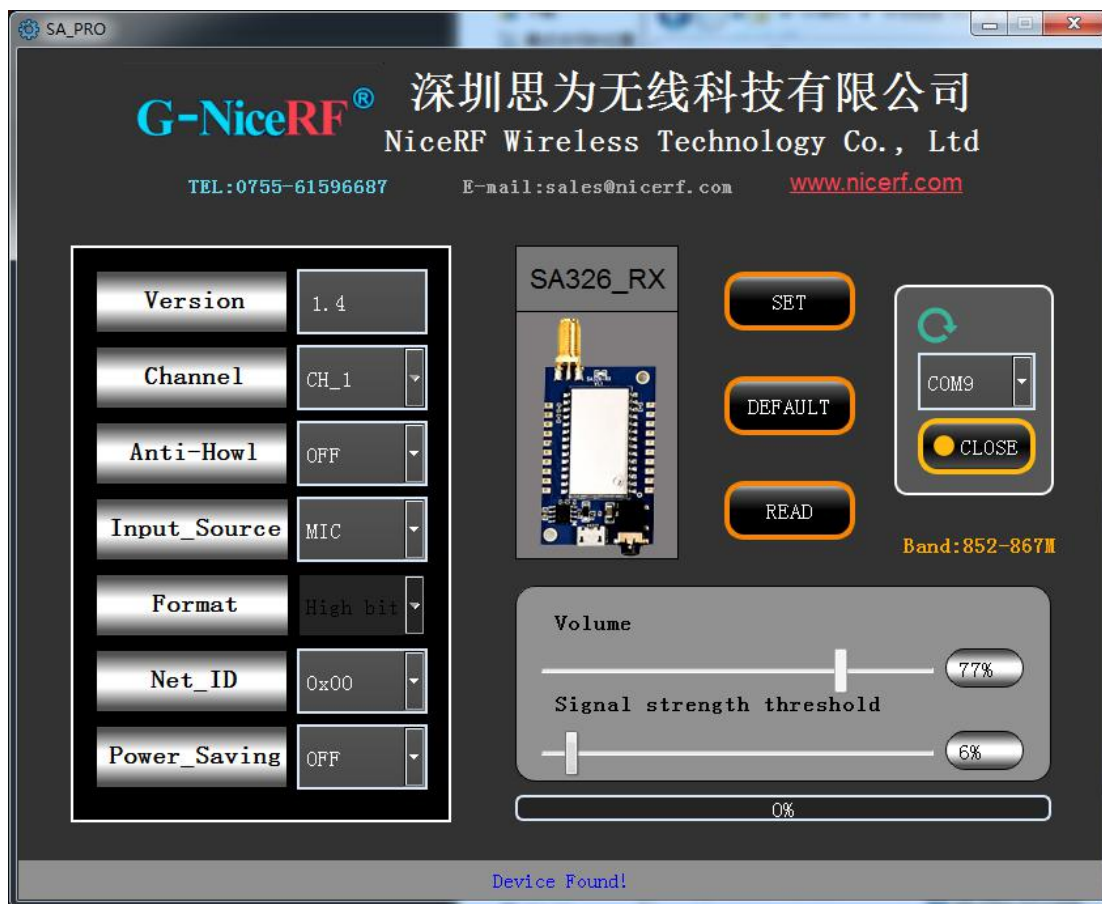 SA_PRO
G-NiceRF®
深圳思为无线科技有限公司
NiceRF Wireless Technology Co., Ltd
TEL:0755-61596687 E-mail:sales@nicerf.com www.nicerf.com
Version 1.4
Channel CH_1
Anti-Howl OFF
Input_Source MIC
Format High bit
Net_ID 0x00
Power_Saving OFF
SA326_RX
SET
DEFAULT
READ
COM9
CLOSE
Band:852-867M
Volume
77%
Signal strength threshold
6%
0%
Device Found!